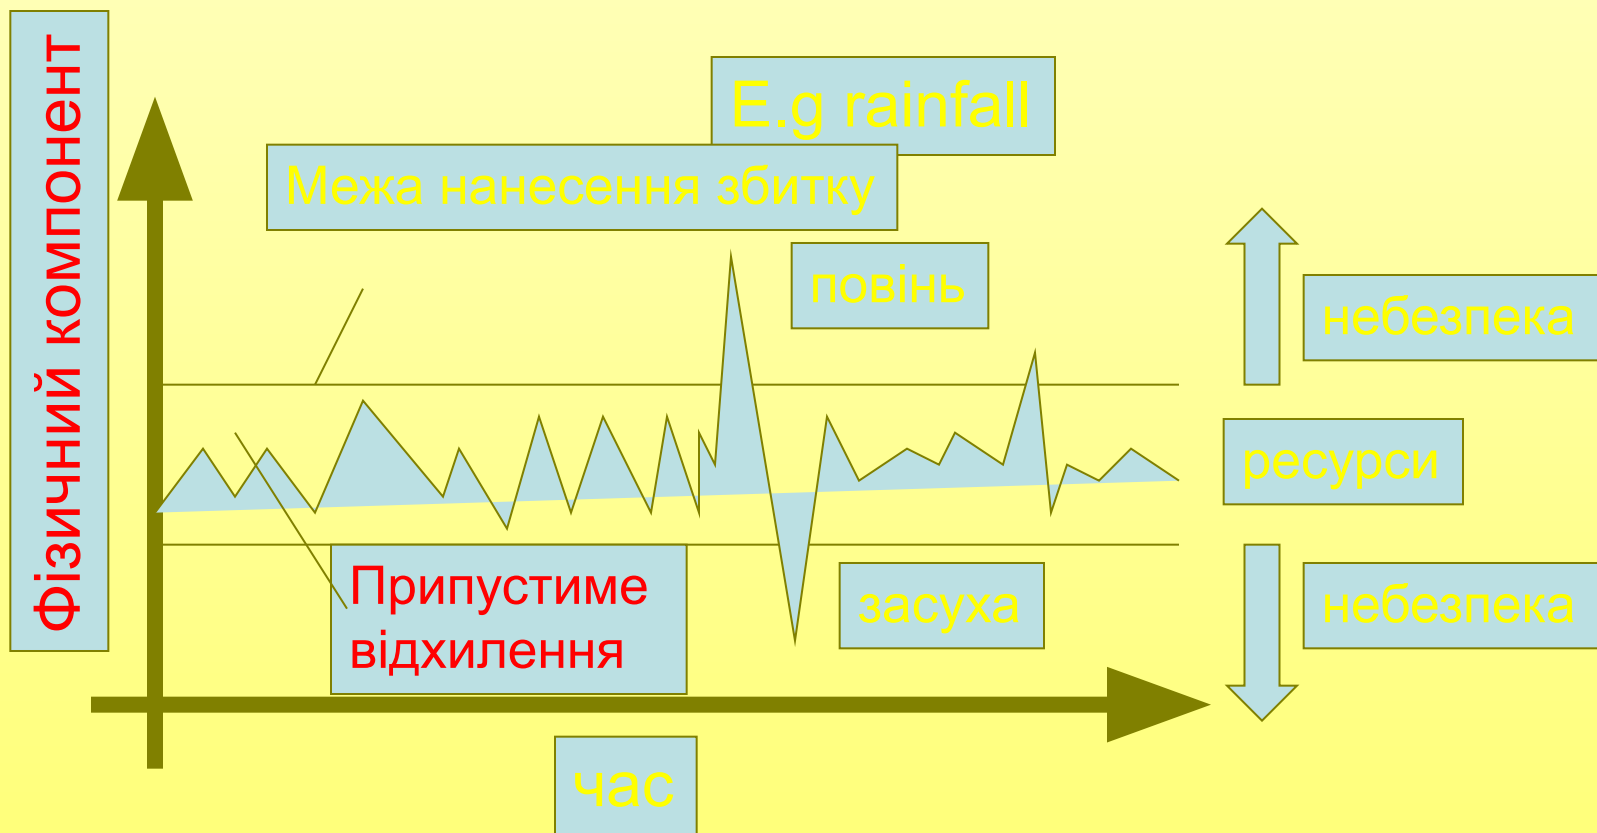 Фізичний компонент
E.g rainfall
Межа нанесення збитку
повінь
небезпека
ресурси
Припустиме
відхилення
засуха
небезпека
час